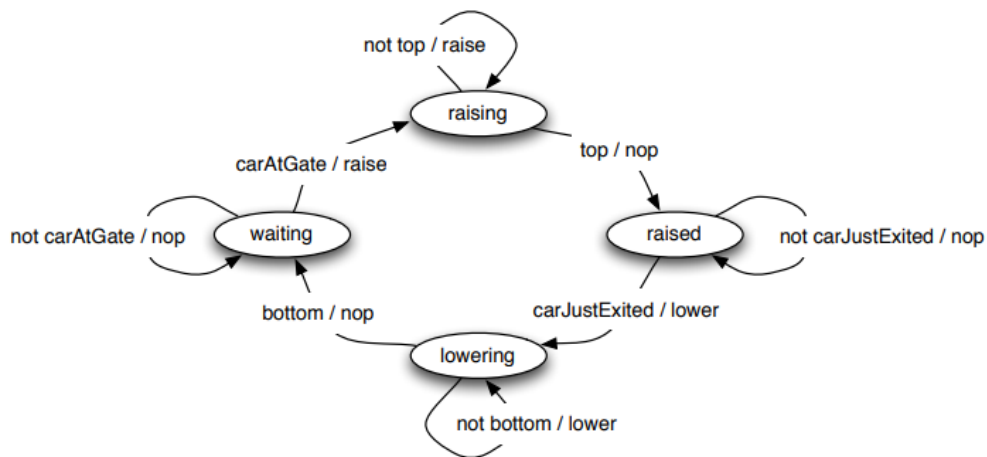 not top / raise
raising
top / nop
carAtGate / raise
not carAtGate / nop
waiting
raised
not carJustExited / nop
bottom / nop
carJustExited / lower
lowering
not bottom / lower